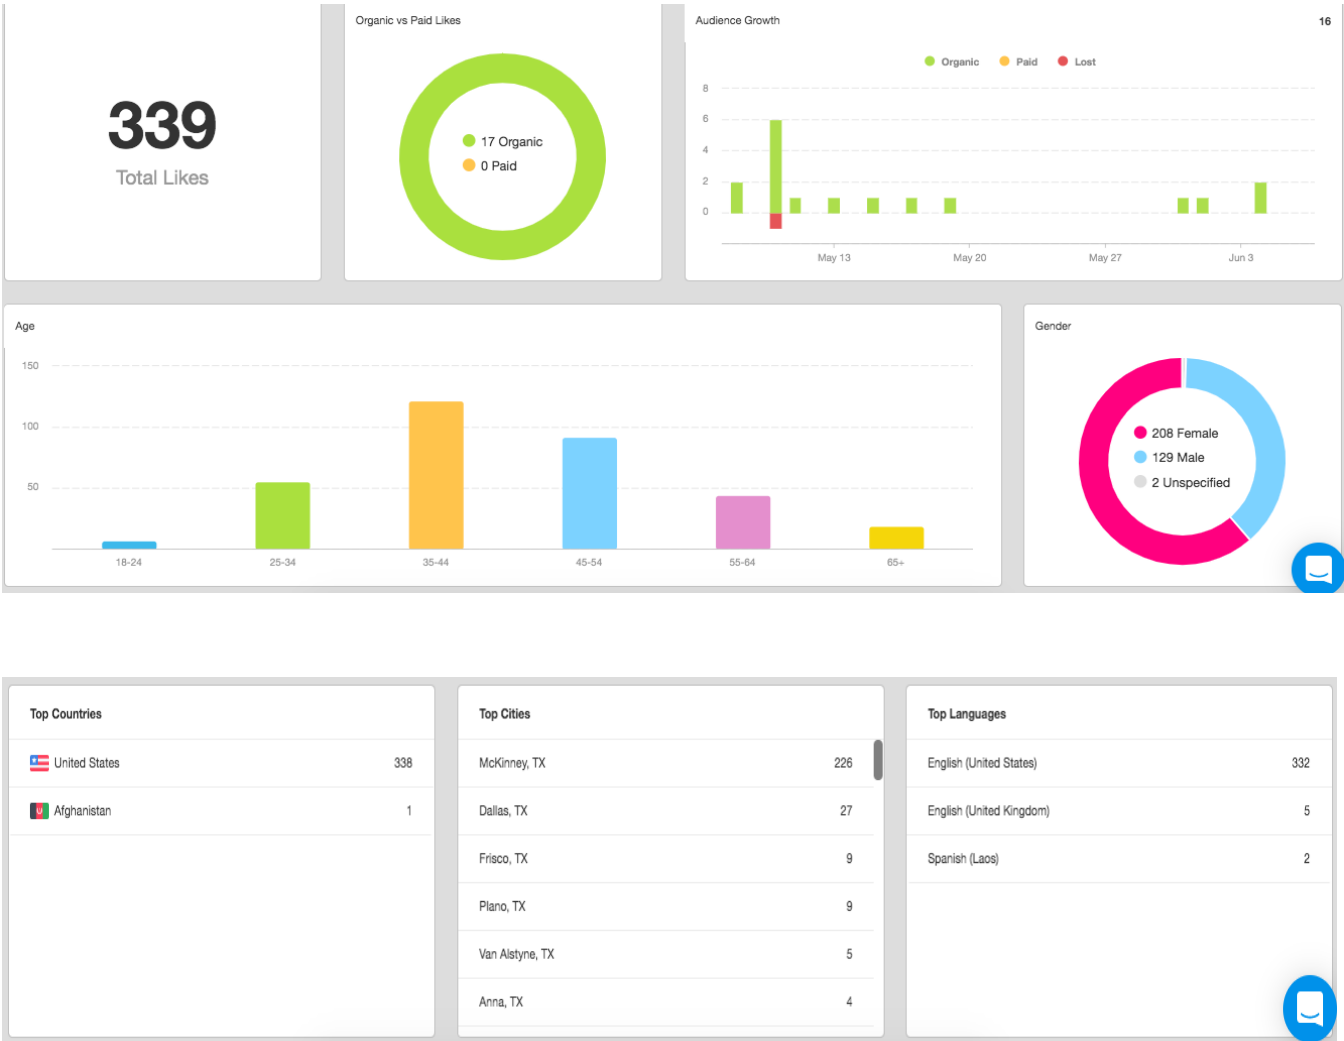 339
Total Likes
Organic vs Paid Likes
17 Organic
0 Paid
Audience Growth 16
Organic Paid Lost
8
6
4
2
0
May 13 May 20 May 27 Jun 3
Age
150
100
50
18-24 25-34 35-44 45-54 55-64 65+
Gender
208 Female
129 Male
2 Unspecified
Top Countries
United States 338
Afghanistan 1
Top Cities
McKinney, TX 226
Dallas, TX 27
Frisco, TX 9
Plano, TX 9
Van Alstyne, TX 5
Anna, TX 4
Top Languages
English (United States) 332
English (United Kingdom) 5
Spanish (Laos) 2